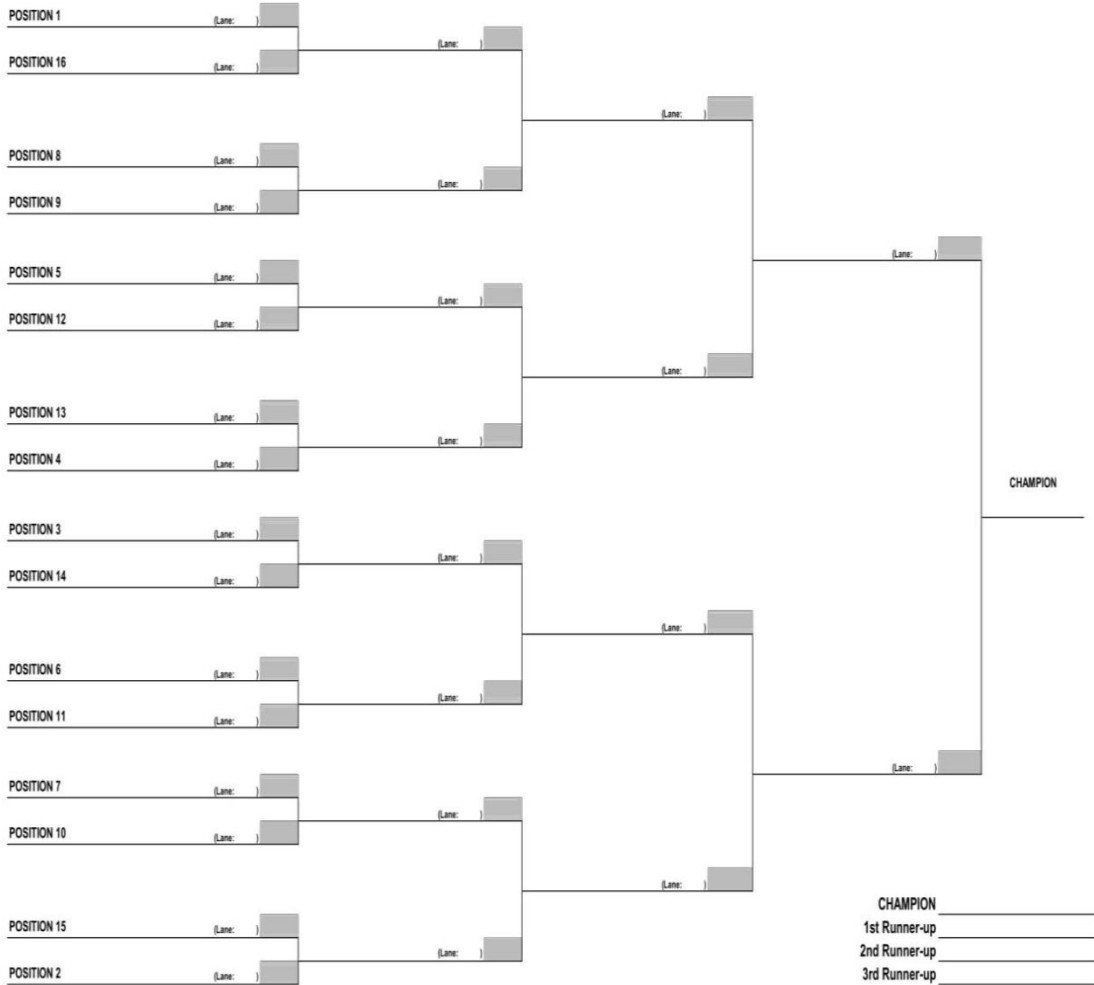 POSITION 1 (Lane: )
(Lane: )
POSITION 16 (Lane: )
(Lane: )
POSITION 8 (Lane: )
(Lane: )
POSITION 9 (Lane: )
(Lane: )
POSITION 5 (Lane: )
(Lane: )
POSITION 12 (Lane: )
(Lane: )
POSITION 13 (Lane: )
(Lane: )
POSITION 4 (Lane: )
(Lane: )
CHAMPION
POSITION 3 (Lane: )
(Lane: )
POSITION 14 (Lane: )
(Lane: )
POSITION 6 (Lane: )
(Lane: )
POSITION 11 (Lane: )
(Lane: )
POSITION 7 (Lane: )
(Lane: )
POSITION 10 (Lane: )
(Lane: )
CHAMPION
POSITION 15 (Lane: )
1st Runner-up
(Lane: )
2nd Runner-up
POSITION 2 (Lane: )
3rd Runner-up